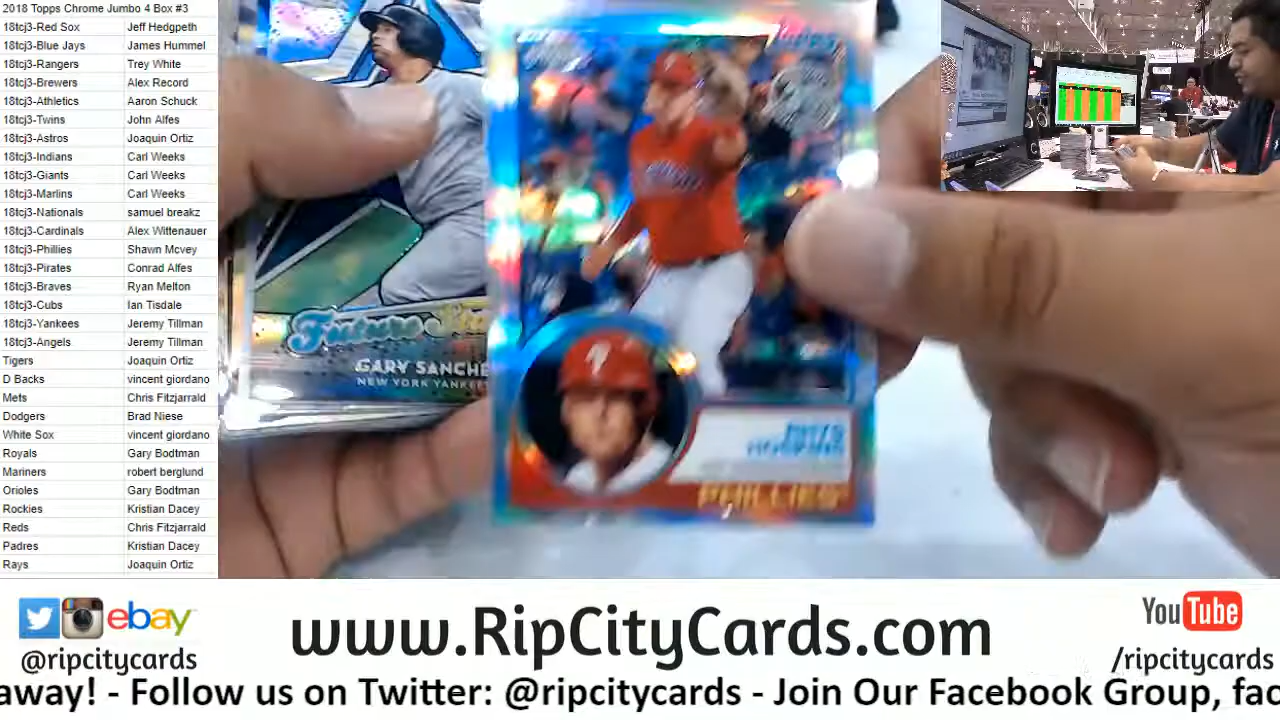 2018 Topps Chrome Jumbo 4 Box #3
18tcj3-Red Sox Jeff Hedgpeth
18tcj3-Blue Jays James Hummel
18tcj3-Rangers Trey White
18tcj3-Brewers Alex Record
18tcj3-Athletics Aaron Schuck
18tcj3-Twins John Alfes
18tcj3-Astros Joaquin Ortiz
18tcj3-Indians Carl Weeks
18tcj3-Giants Carl Weeks
18tcj3-Marlins Carl Weeks
18tcj3-Nationals samuel breakz
18tcj3-Cardinals Alex Wittenauer
18tcj3-Phillies Shawn Mcvey
18tcj3-Pirates Conrad Alfes
18tcj3-Braves Ryan Melton
18tcj3-Cubs Ian Tisdale
18tcj3-Yankees Jeremy Tillman
18tcj3-Angels Jeremy Tillman
Tigers Joaquin Ortiz
D Backs vincent giordano
Mets Chris Fitzjarrald
Dodgers Brad Niese
White Sox vincent giordano
Royals Gary Bodtman
Mariners robert berglund
Orioles Gary Bodtman
Rockies Kristian Dacey
Reds Chris Fitzjarrald
Padres Kristian Dacey
Rays Joaquin Ortiz
Future
GARY SANCHE
NEW YORK YANKEE
PHILLIES
ebay
@ripcitycards
www.RipCityCards.com
YouTube
/ripcitycards
away! - Follow us on Twitter: @ripcitycards - Join Our Facebook Group, fac